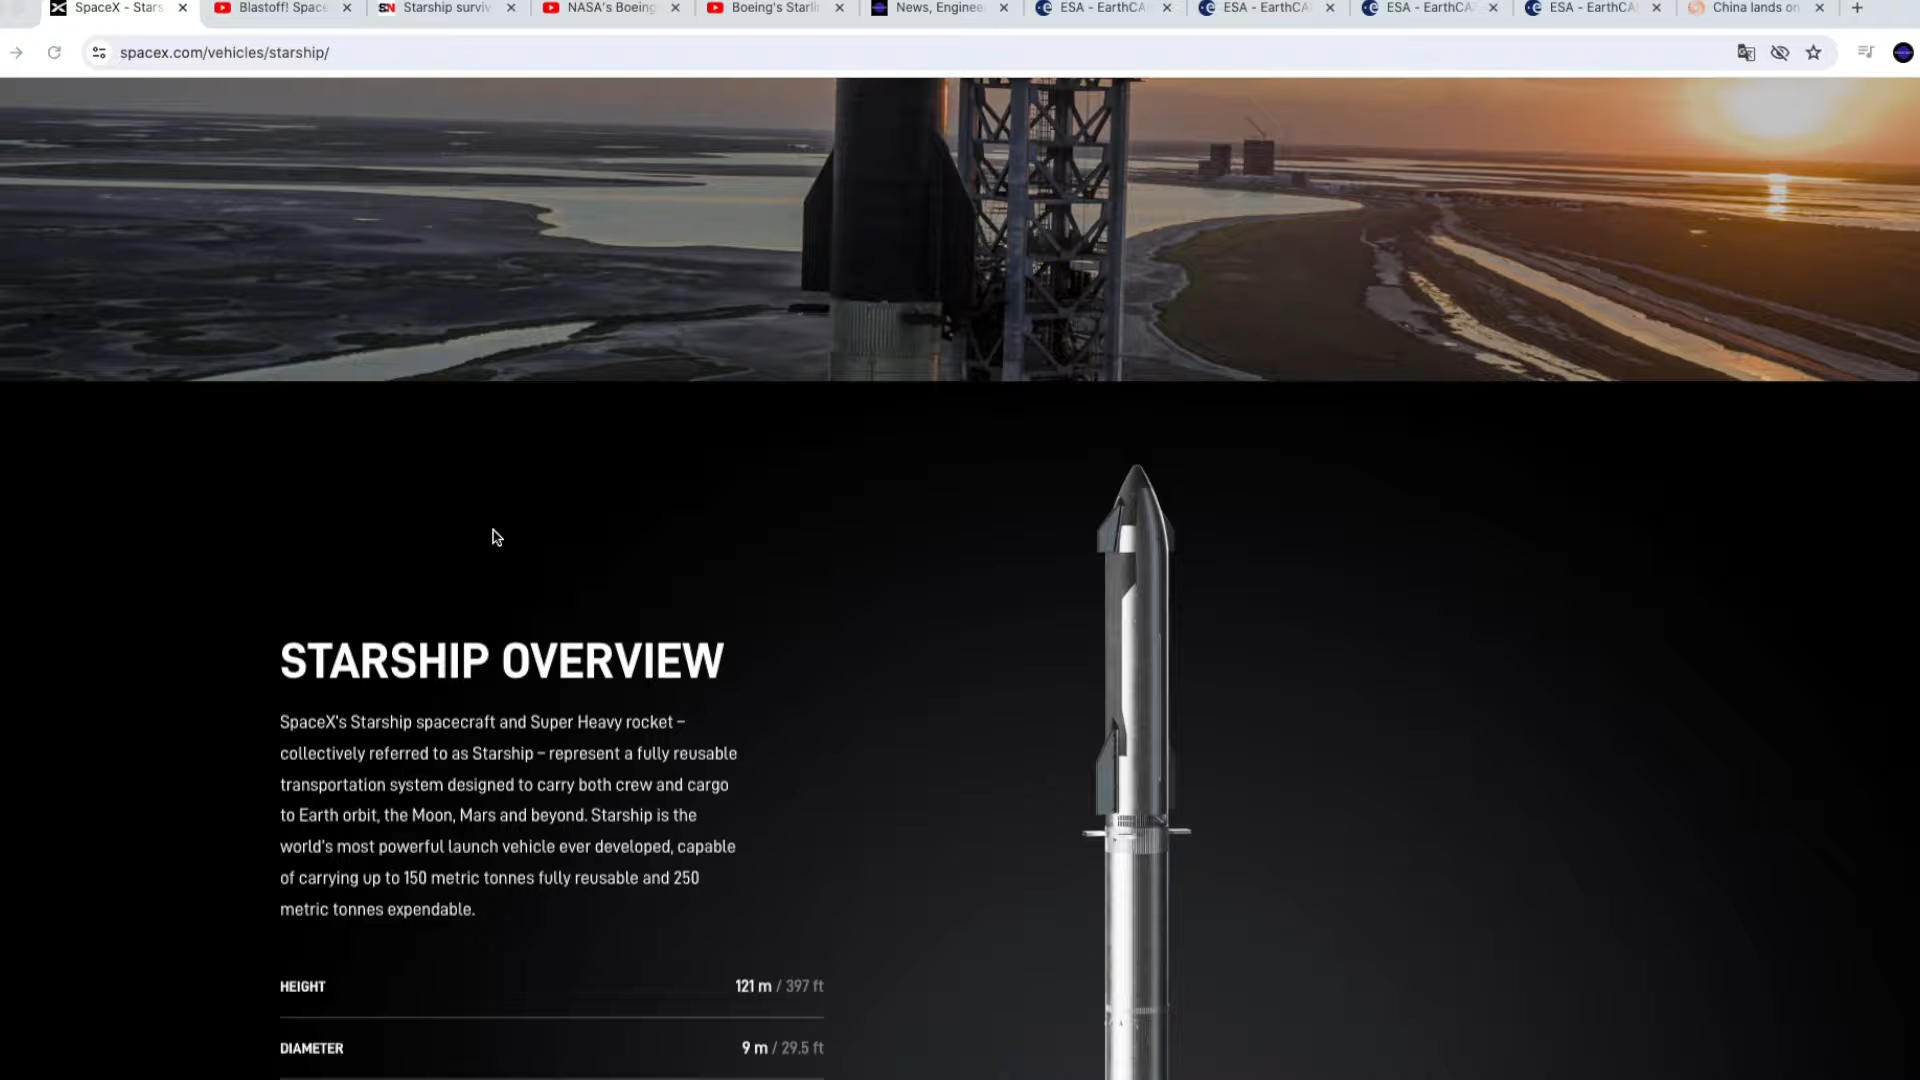 SpaceX - Stars
Blastoff! Space
SN Starship surviv
NASA's Boeing
Boeing's Starlin
News, Enginee
ESA - EarthCA
ESA - EarthCA
ESA - EarthCA
ESA - EarthCA
China lands on
spacex.com/vehicles/starship/
STARSHIP OVERVIEW
SpaceX's Starship spacecraft and Super Heavy rocket –
collectively referred to as Starship – represent a fully reusable
transportation system designed to carry both crew and cargo
to Earth orbit, the Moon, Mars and beyond. Starship is the
world's most powerful launch vehicle ever developed, capable
of carrying up to 150 metric tonnes fully reusable and 250
metric tonnes expendable.
HEIGHT 121 m / 397 ft
DIAMETER 9 m / 29.5 ft